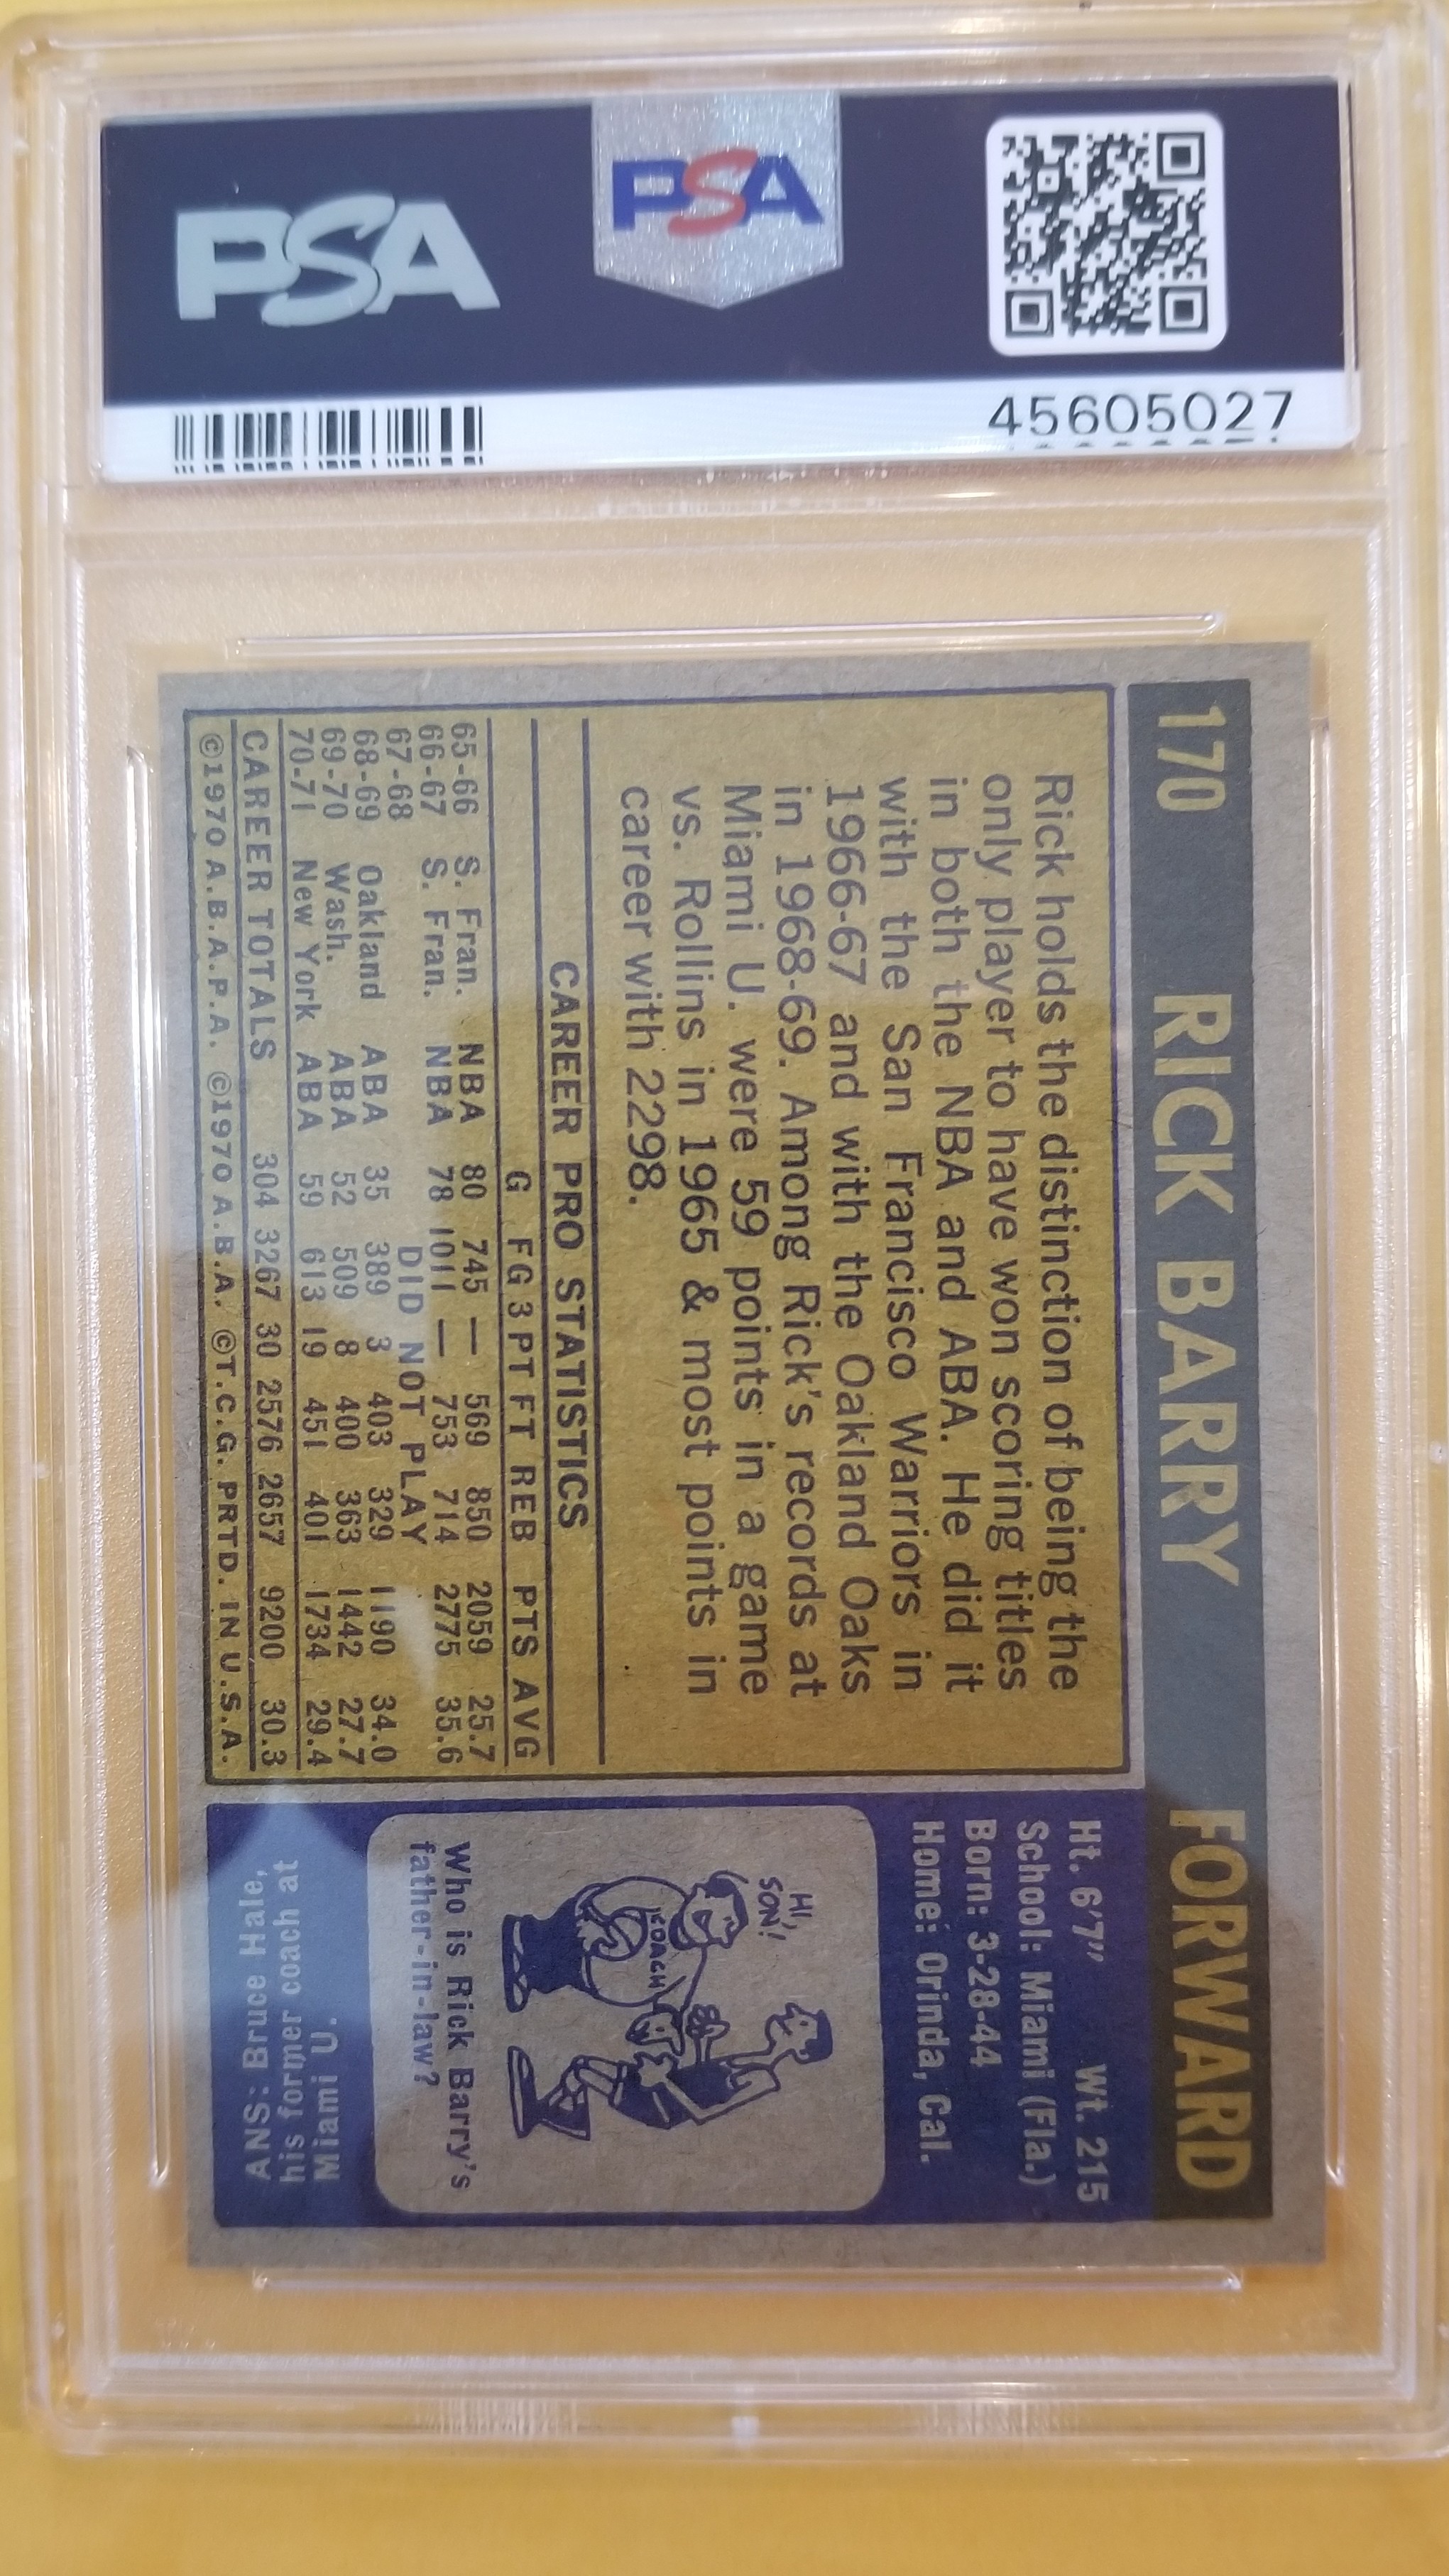 PSA
PSA
45605027
170 RICK BARRY FORWARD
Rick holds the distinction of being the
only player to have won scoring titles
in both the NBA and ABA. He did it
with the San Francisco Warriors in
1966-67 and with the Oakland Oaks
in 1968-69. Among Rick's records at
Miami U. were 59 points in a game
vs. Rollins in 1965 & most points in
career with 2298.
CAREER PRO STATISTICS
G FG 3PT FT REB PTS AVG
65-66 S. Fran. NBA 80 745 — 569 850 2059 25.7
66-67 S. Fran. NBA 78 1011 — 753 714 2775 35.6
67-68 DID NOT PLAY
68-69 Oakland ABA 35 389 3 403 329 1190 34.0
69-70 Wash. ABA 52 509 8 400 363 1442 27.7
70-71 New York ABA 59 613 19 451 401 1734 29.4
CAREER TOTALS 304 3267 30 2576 2657 9200 30.3
©1970 A.B.A.P.A. ©1970 A.B.A. ©T.C.G. PRTD. IN U.S.A.
Ht. 6'7" Wt. 215
School: Miami (Fla.)
Born: 3-28-44
Home: Orinda, Cal.
HI,
SON!
COACH
Who is Rick Barry's
father-in-law?
ANS: Bruce Hale,
his former coach at
Miami U.